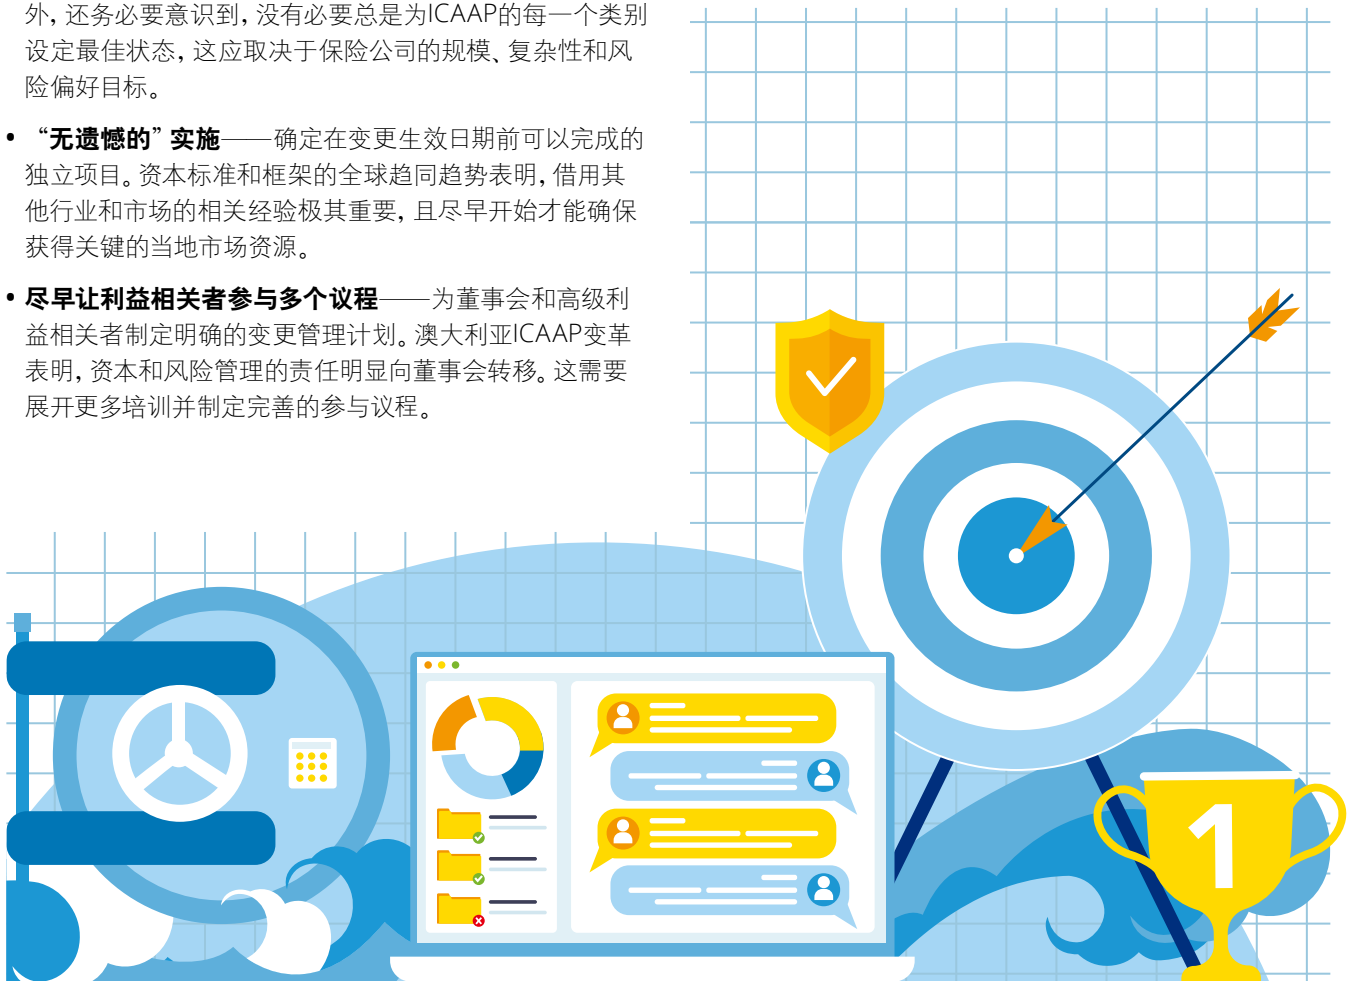 外，还务必要意识到，没有必要总是为ICAAP的每一个类别
设定最佳状态，这应取决于保险公司的规模、复杂性和风
险偏好目标。
• “无遗憾的”实施——确定在变更生效日期前可以完成的
独立项目。资本标准和框架的全球趋同趋势表明，借用其
他行业和市场的相关经验极其重要，且尽早开始才能确保
获得关键的当地市场资源。
• 尽早让利益相关者参与多个议程——为董事会和高级利
益相关者制定明确的变更管理计划。澳大利亚ICAAP变革
表明，资本和风险管理的责任明显向董事会转移。这需要
展开更多培训并制定完善的参与议程。
1